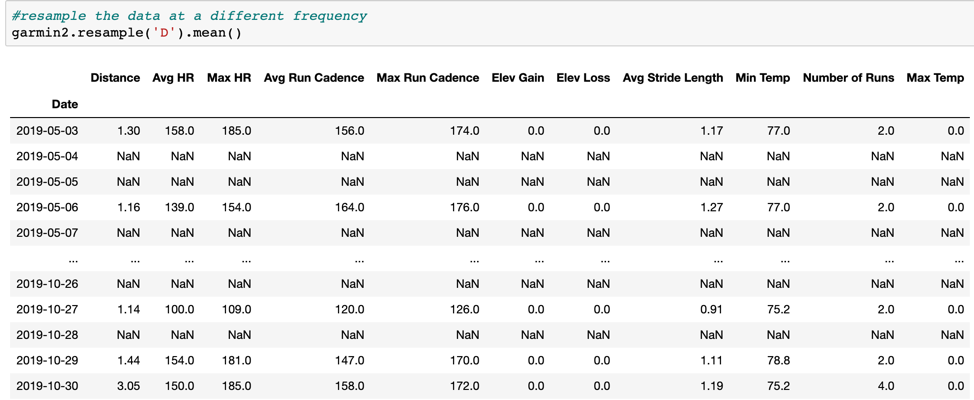 #resample the data at a different frequency
garmin2.resample('D').mean()
Distance Avg HR Max HR Avg Run Cadence Max Run Cadence Elev Gain Elev Loss Avg Stride Length Min Temp Number of Runs Max Temp
Date
2019-05-03 1.30 158.0 185.0 156.0 174.0 0.0 0.0 1.17 77.0 2.0 0.0
2019-05-04 NaN NaN NaN NaN NaN NaN NaN NaN NaN NaN NaN
2019-05-05 NaN NaN NaN NaN NaN NaN NaN NaN NaN NaN NaN
2019-05-06 1.16 139.0 154.0 164.0 176.0 0.0 0.0 1.27 77.0 2.0 0.0
2019-05-07 NaN NaN NaN NaN NaN NaN NaN NaN NaN NaN NaN
... ... ... ... ... ... ... ... ... ... ... ...
2019-10-26 NaN NaN NaN NaN NaN NaN NaN NaN NaN NaN NaN
2019-10-27 1.14 100.0 109.0 120.0 126.0 0.0 0.0 0.91 75.2 2.0 0.0
2019-10-28 NaN NaN NaN NaN NaN NaN NaN NaN NaN NaN NaN
2019-10-29 1.44 154.0 181.0 147.0 170.0 0.0 0.0 1.11 78.8 2.0 0.0
2019-10-30 3.05 150.0 185.0 158.0 172.0 0.0 0.0 1.19 75.2 4.0 0.0